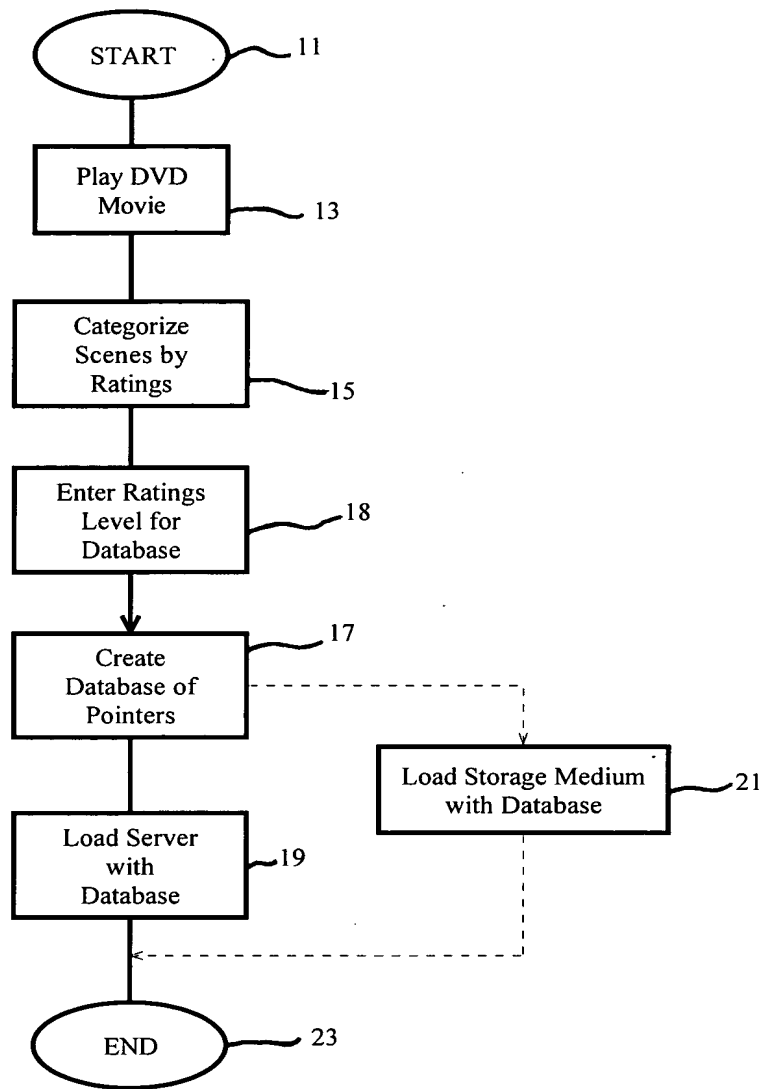 START
11
Play DVD
Movie
13
Categorize
Scenes by
Ratings
15
Enter Ratings
Level for
Database
18
Create
Database of
Pointers
17
Load Storage Medium
with Database
21
Load Server
with
Database
19
END
23